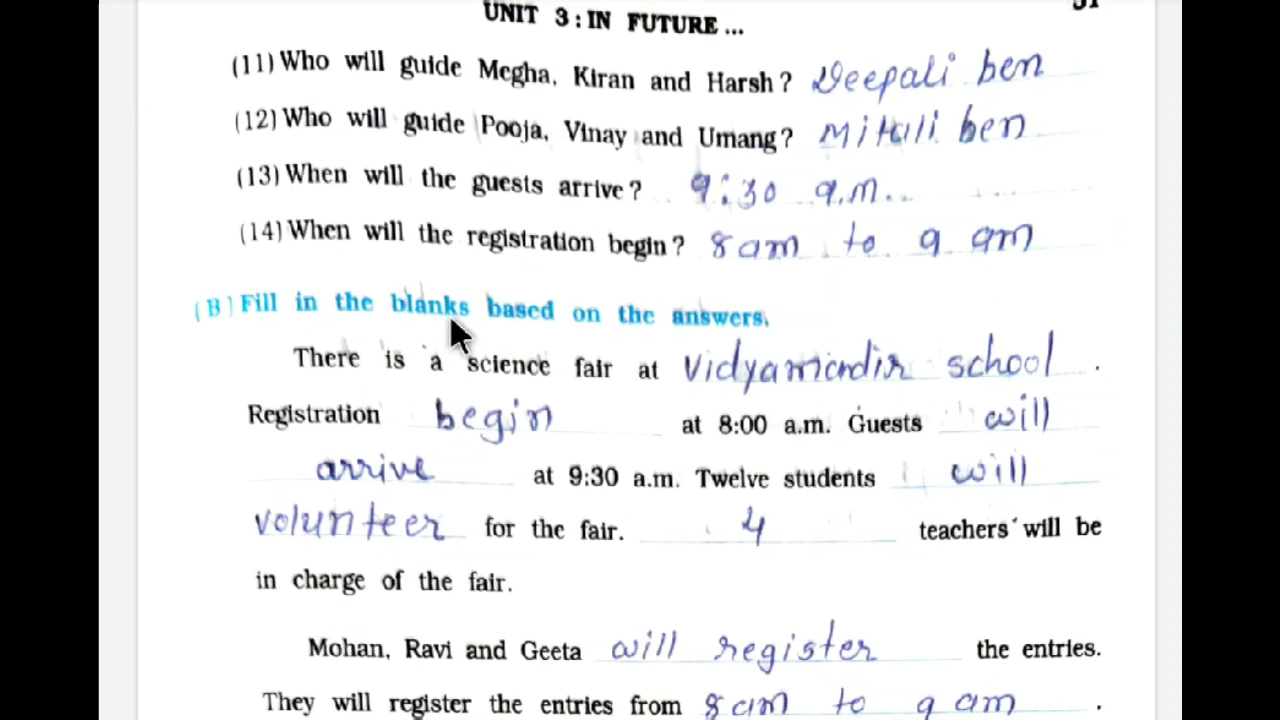 UNIT 3 : IN FUTURE ...
(11) Who will guide Megha, Kiran and Harsh? Deepali ben
(12) Who will guide Pooja, Vinay and Umang? Mitali ben
(13) When will the guests arrive? 9:30 a.m..
(14) When will the registration begin? 8am to 9 am
(B) Fill in the blanks based on the answers.
There is a science fair at vidyamandir school .
Registration begin at 8:00 a.m. Guests will
arrive at 9:30 a.m. Twelve students will
volunteer for the fair. 4 teachers will be
in charge of the fair.
Mohan, Ravi and Geeta will register the entries.
They will register the entries from 8am to 9 am .